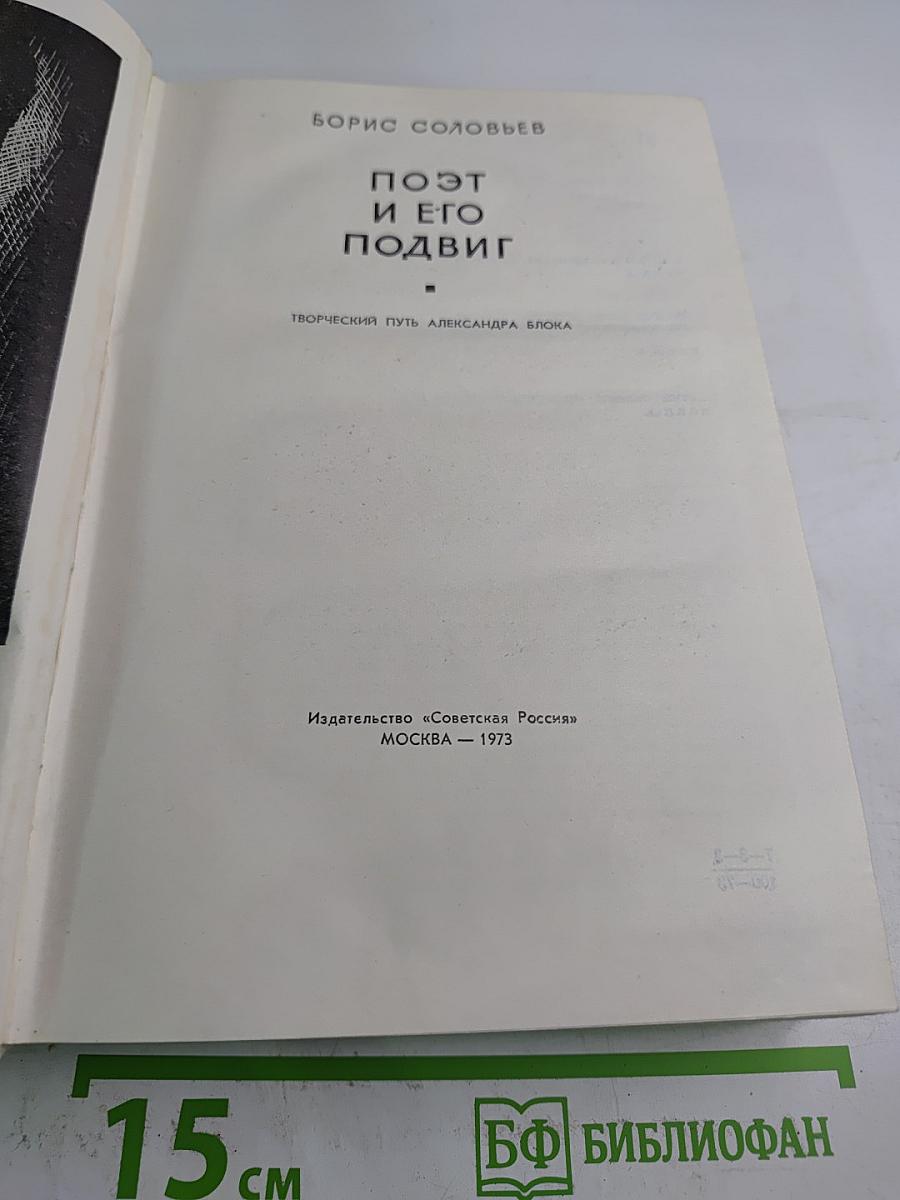 БОРИС СОЛОВЬЕВ
ПОЭТ
И ЕГО
ПОДВИГ
ТВОРЧЕСКИЙ ПУТЬ АЛЕКСАНДРА БЛОКА
Издательство «Советская Россия»
МОСКВА — 1973
15 см
БФ БИБЛИОФАН